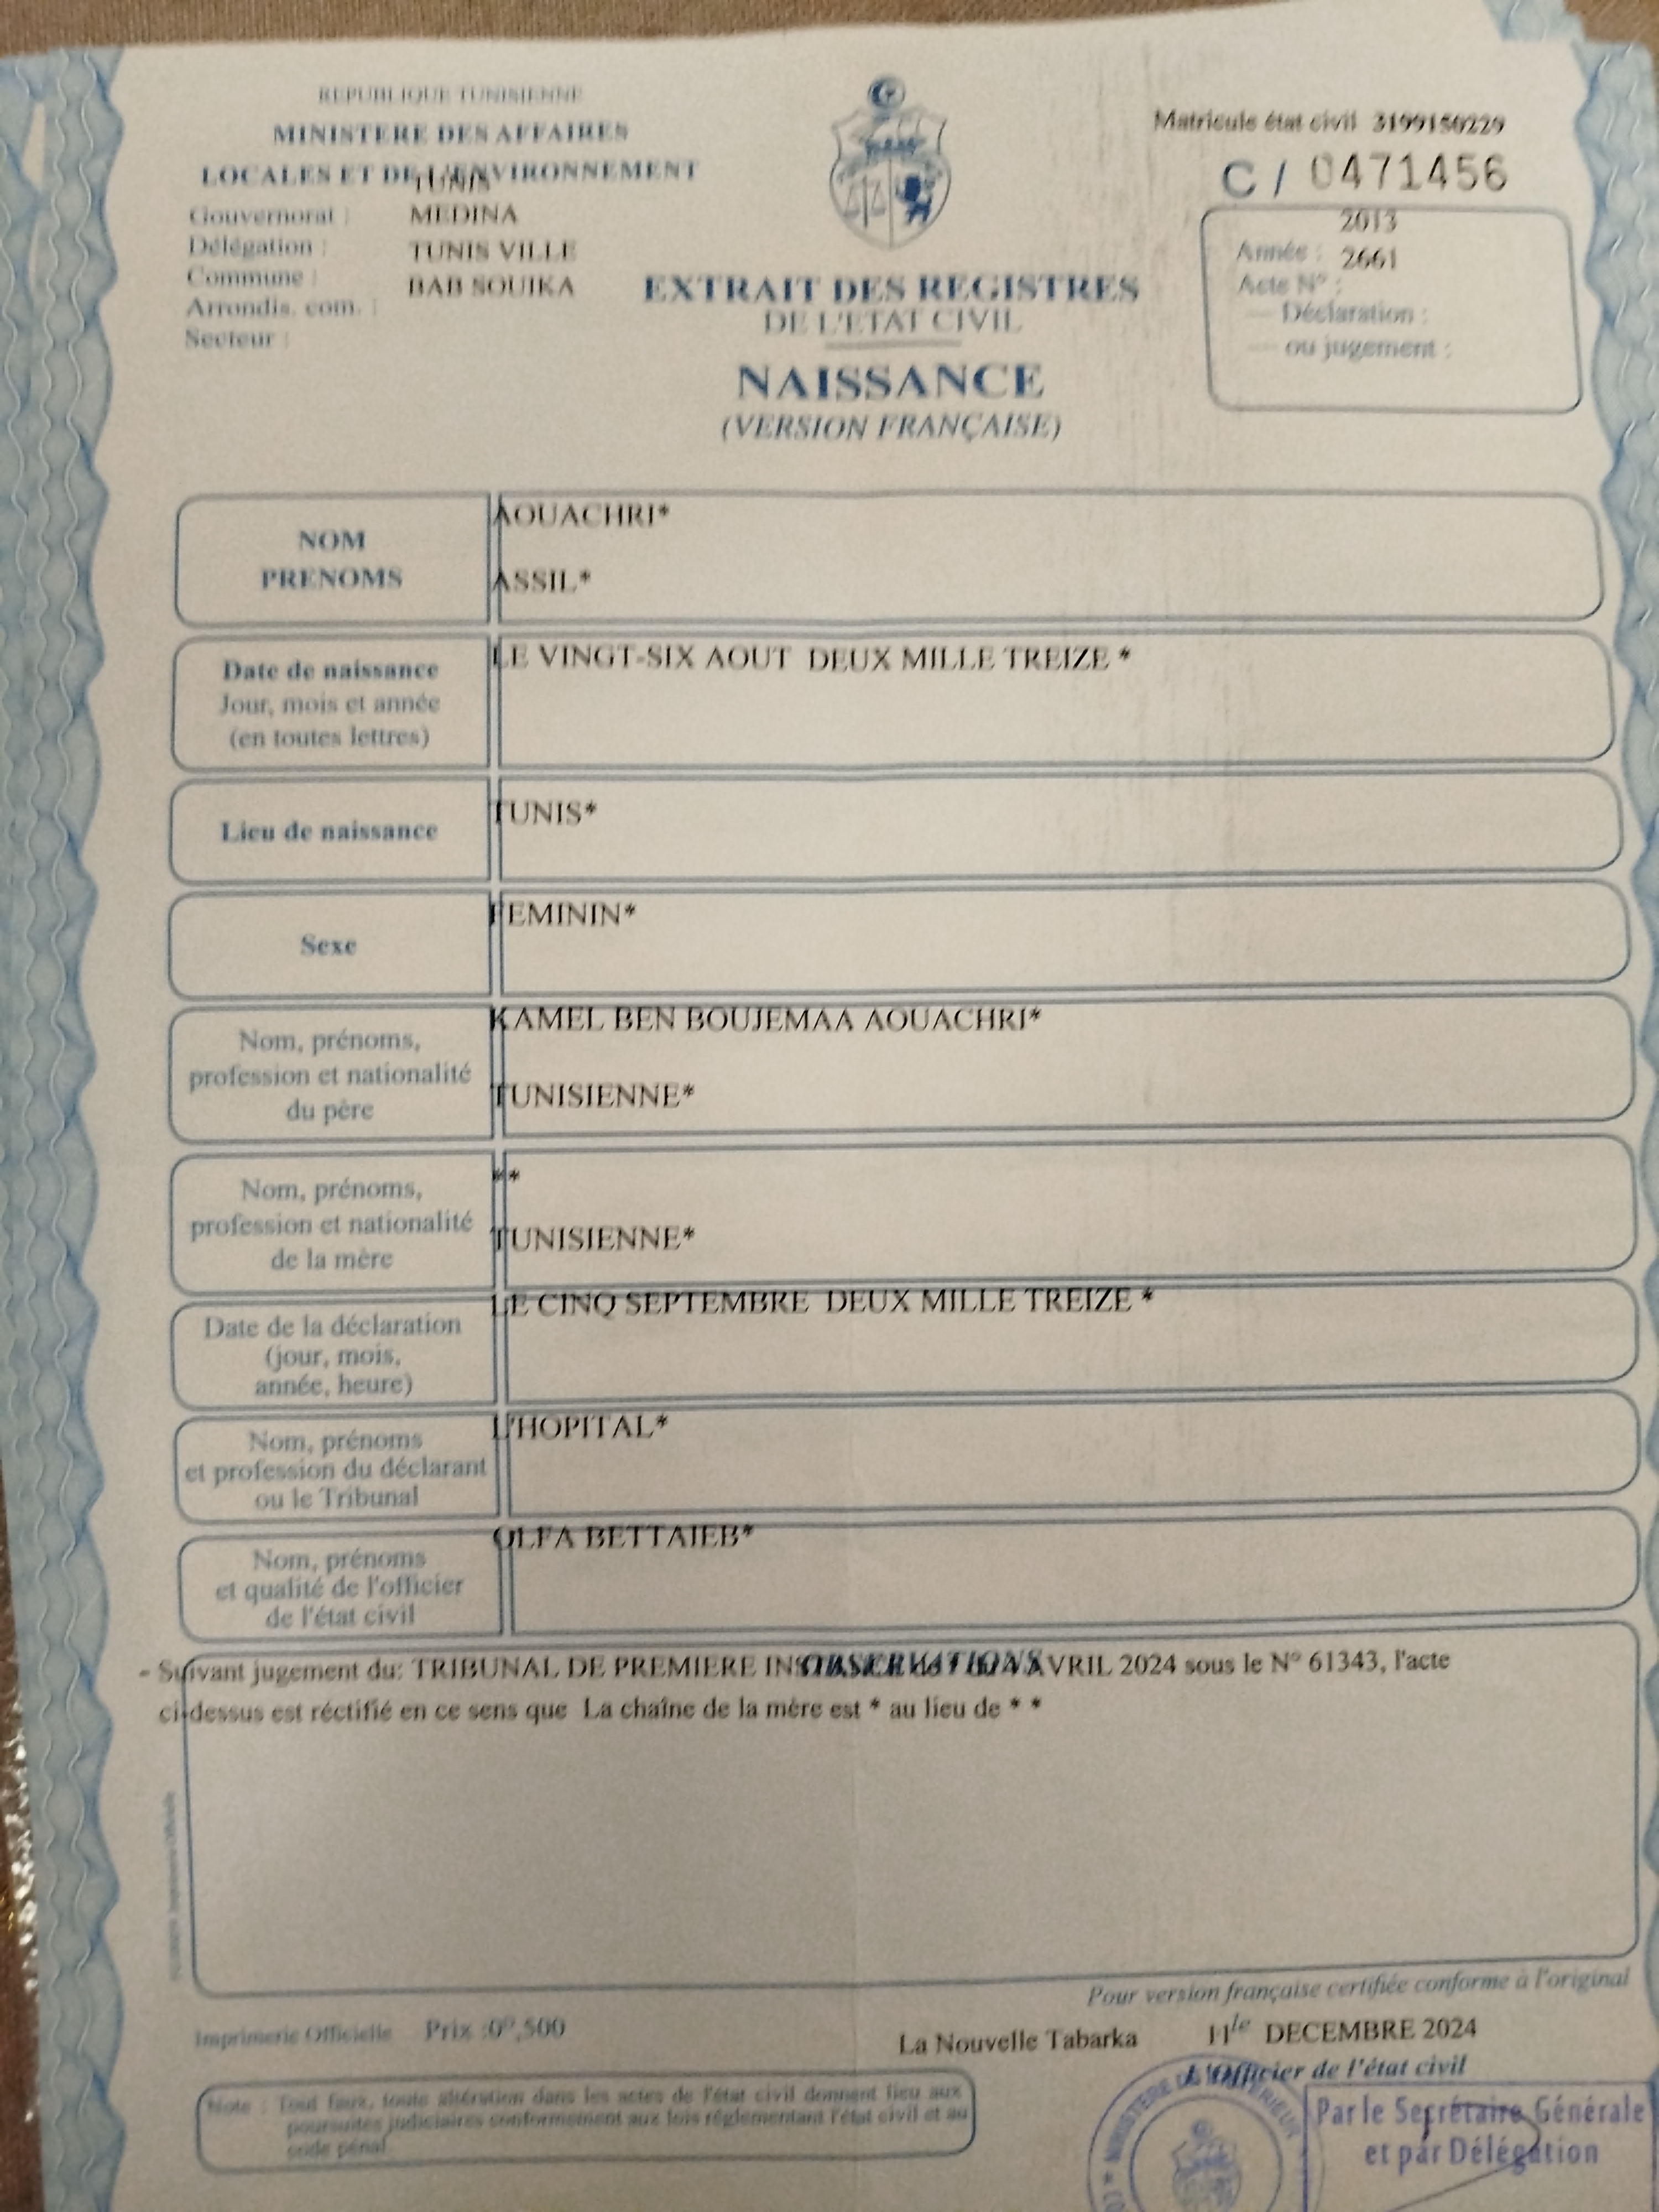 REPUBLIQUE TUNISIENNE
MINISTERE DES AFFAIRES
LOCALES ET DE L'ENVIRONNEMENT
TUNIS
Gouvernorat : MEDINA
Délégation : TUNIS VILLE
Commune : BAB SOUIKA
Arrondis. com. :
Secteur :
Matricule état civil 3199150229
C / 0471456
2013
Année : 2661
Acte N° :
— Déclaration :
— ou jugement :
EXTRAIT DES REGISTRES
DE L'ETAT CIVIL
NAISSANCE
(VERSION FRANÇAISE)
NOM AOUACHRI*
PRENOMS ASSIL*
Date de naissance LE VINGT-SIX AOUT DEUX MILLE TREIZE *
Jour, mois et année
(en toutes lettres)
Lieu de naissance TUNIS*
Sexe FEMININ*
Nom, prénoms, KAMEL BEN BOUJEMAA AOUACHRI*
profession et nationalité TUNISIENNE*
du père
Nom, prénoms, * *
profession et nationalité TUNISIENNE*
de la mère
Date de la déclaration LE CINQ SEPTEMBRE DEUX MILLE TREIZE *
(jour, mois,
année, heure)
Nom, prénoms L'HOPITAL*
et profession du déclarant
ou le Tribunal
Nom, prénoms OLFA BETTAIEB*
et qualité de l'officier
de l'état civil
OBSERVATIONS
- Suivant jugement du: TRIBUNAL DE PREMIERE AVRIL 2024 sous le N° 61343, l'acte
ci-dessus est réctifié en ce sens que La chaîne de la mère est * au lieu de * *
Pour version française certifiée conforme à l'original
Imprimerie Officielle Prix :0ᴰ,500
La Nouvelle Tabarka 11 le DECEMBRE 2024
L'Officier de l'état civil
Note : Tout faux, toute altération dans les actes de l'état civil donnent lieu aux
poursuites judiciaires conformement aux lois réglementant l'état civil et au
code pénal
MINISTERE DE L'INTERIEUR
Par le Secrétaire Générale
et par Délégation